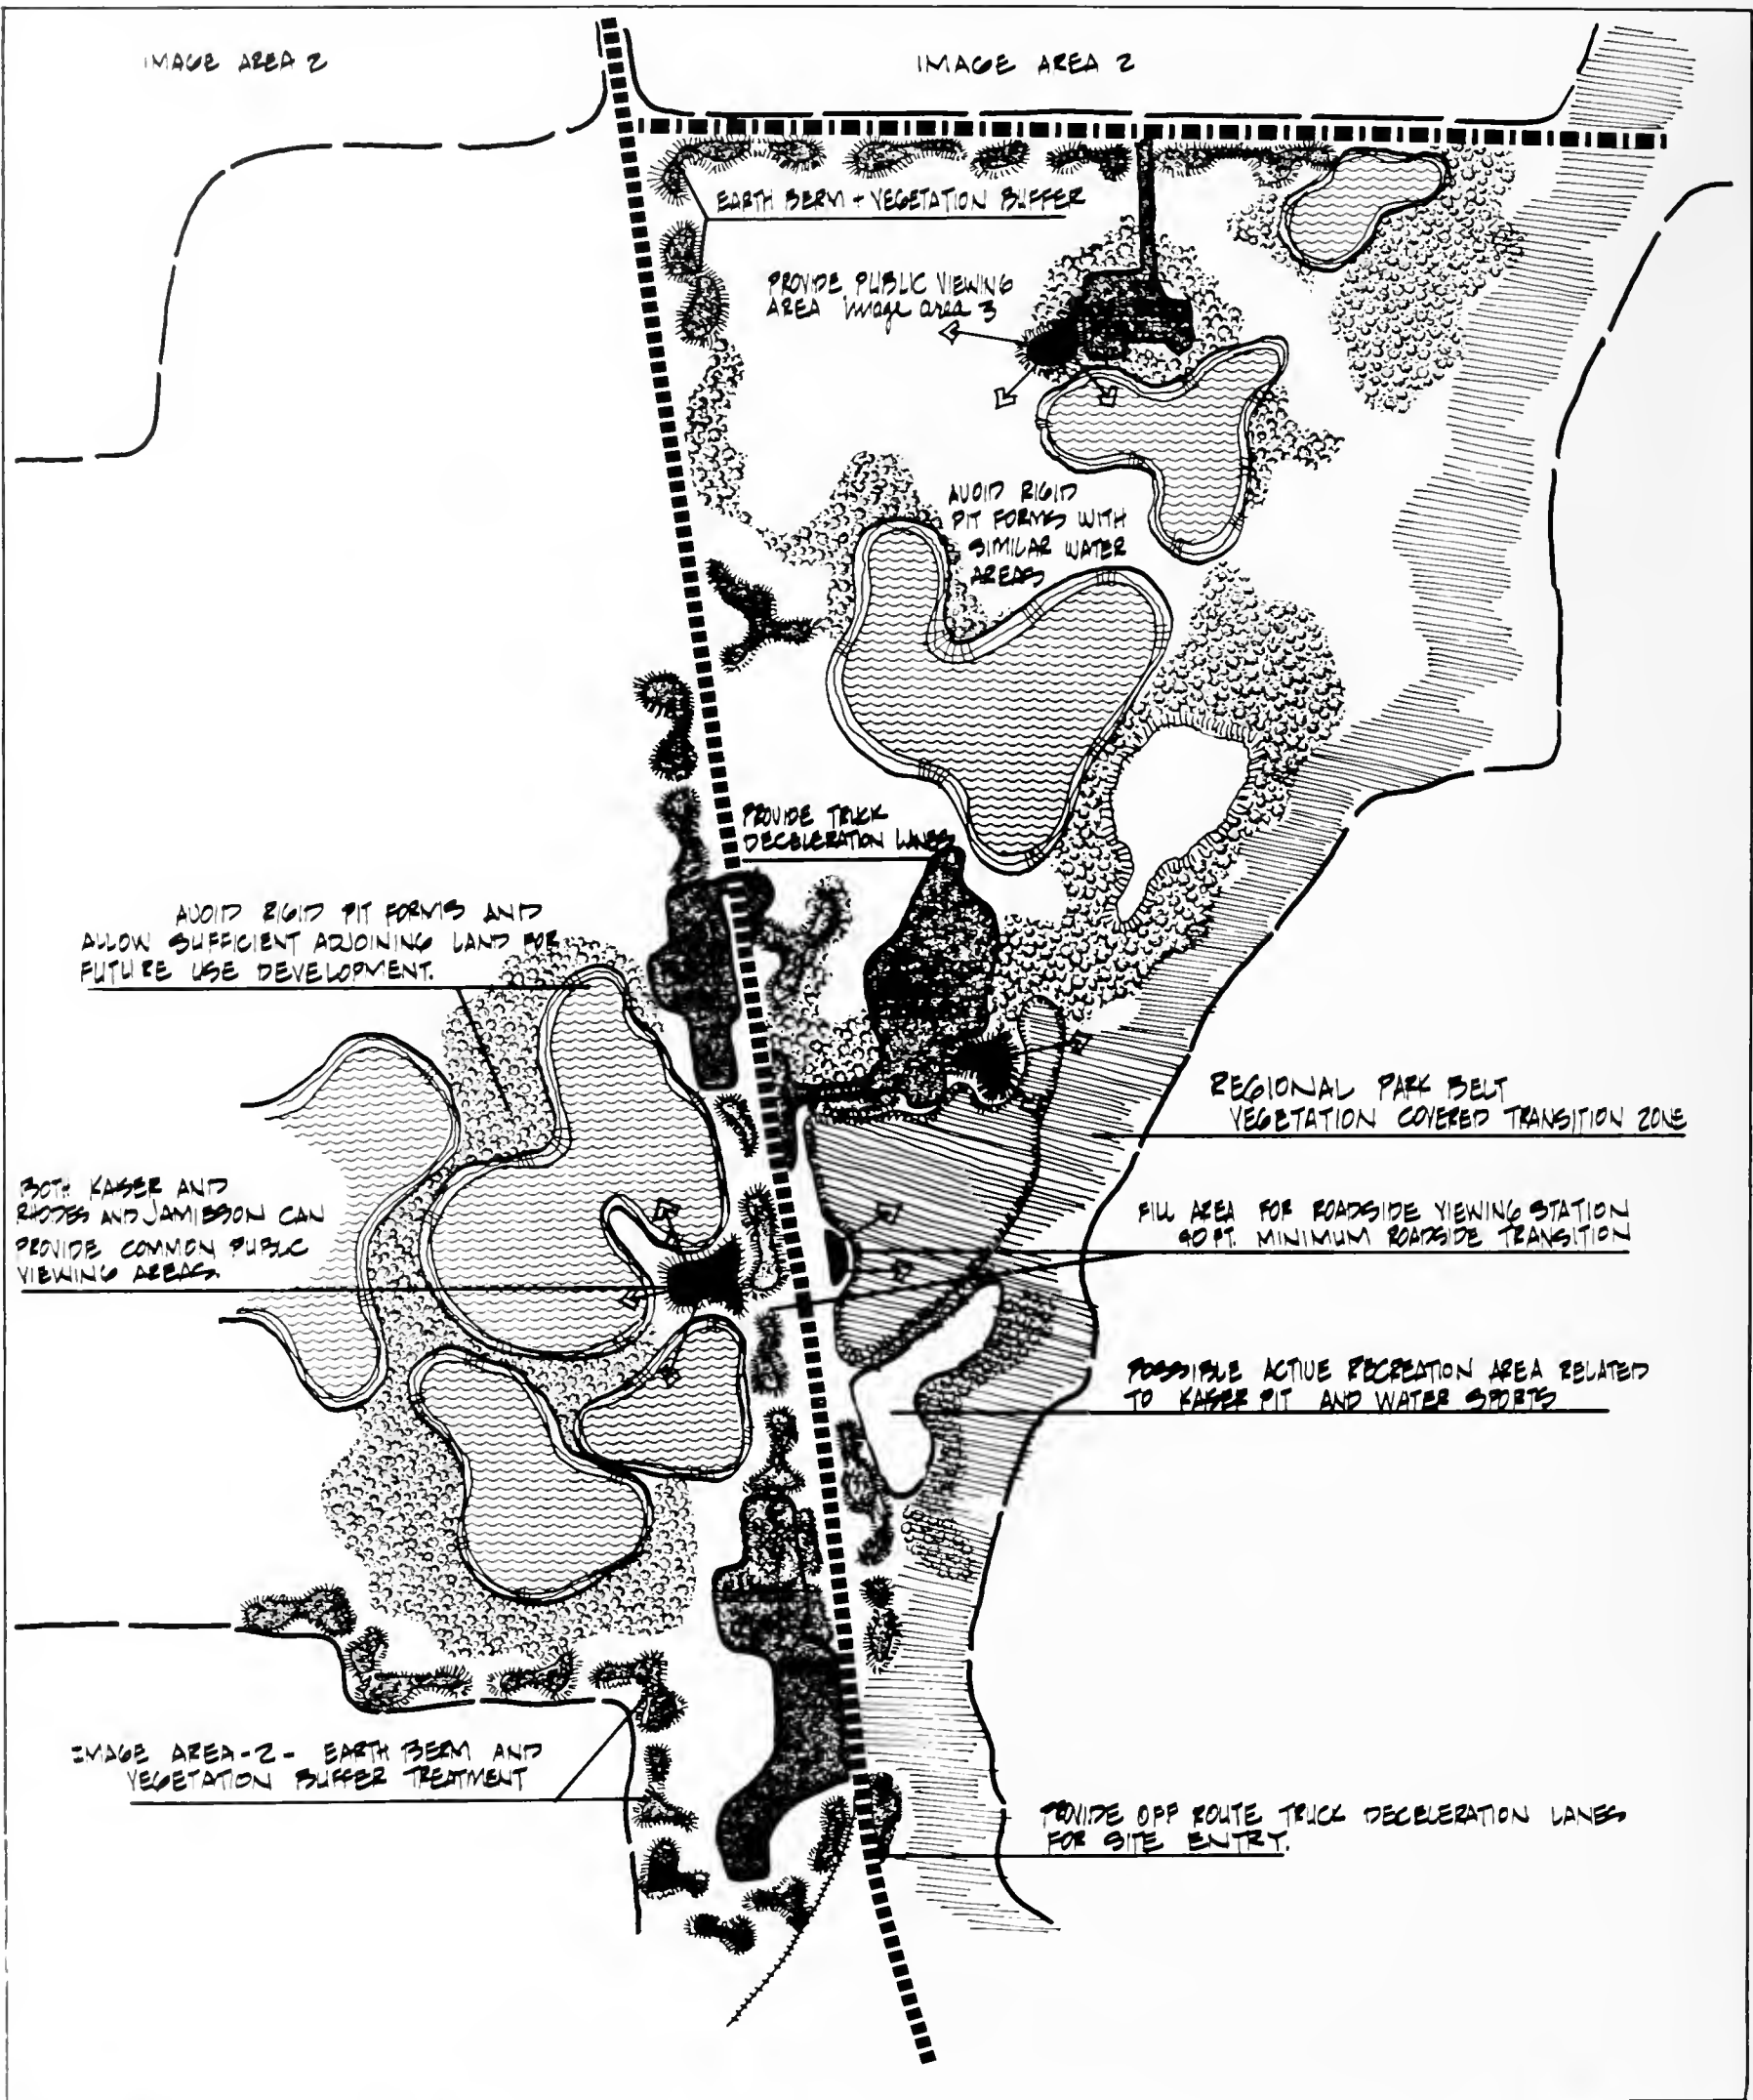 IMAGE AREA 2
IMAGE AREA 2
EARTH BERM + VEGETATION BUFFER
PROVIDE PUBLIC VIEWING
AREA image area 3
AVOID RIGID
PIT FORMS WITH
SIMILAR WATER
AREAS
PROVIDE TRUCK
DECELERATION LANES
AVOID RIGID PIT FORMS AND
ALLOW SUFFICIENT ADJOINING LAND FOR
FUTURE USE DEVELOPMENT.
REGIONAL PARK BELT
VEGETATION COVERED TRANSITION ZONE
BOTH KAISER AND
RHODES AND JAMIESON CAN
PROVIDE COMMON PUBLIC
VIEWING AREAS.
FILL AREA FOR ROADSIDE VIEWING STATION
40 FT. MINIMUM ROADSIDE TRANSITION
POSSIBLE ACTIVE RECREATION AREA RELATED
TO KAISER PIT AND WATER SPORTS
IMAGE AREA-2- EARTH BERM AND
VEGETATION BUFFER TREATMENT
PROVIDE OFF ROUTE TRUCK DECELERATION LANES
FOR SITE ENTRY.